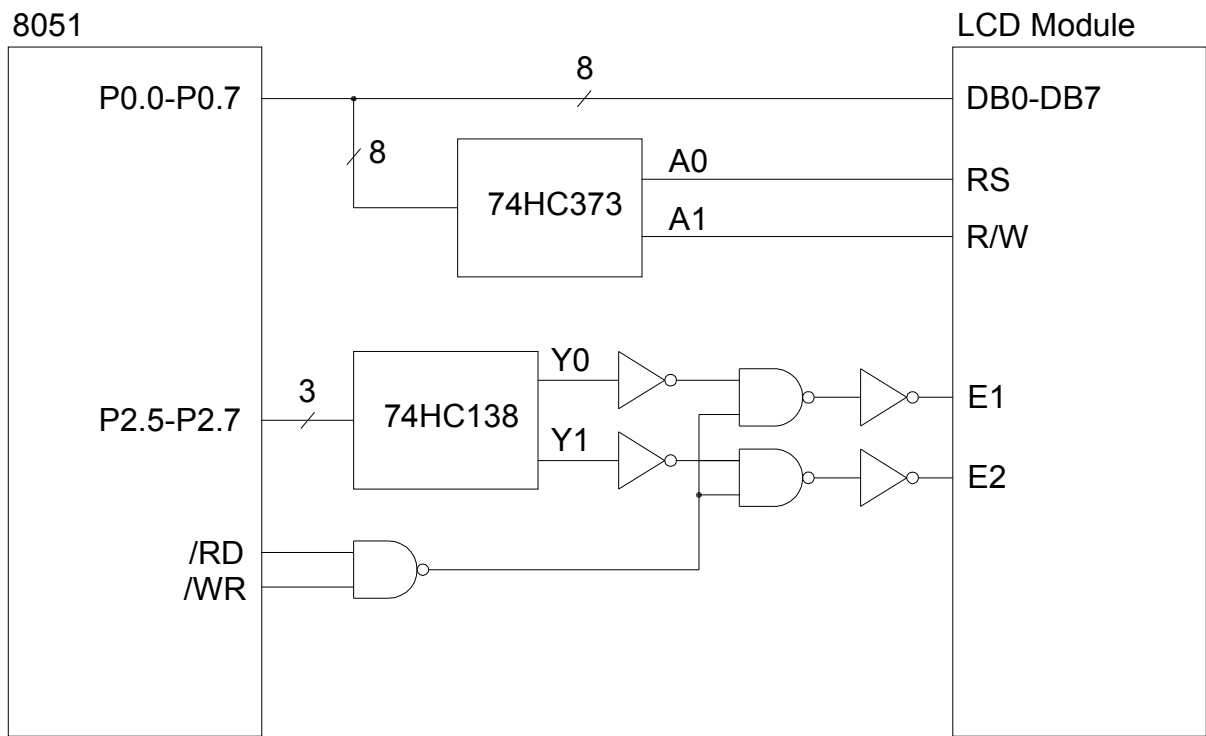 8051
LCD Module
P0.0-P0.7
8
DB0-DB7
8
74HC373
A0
RS
A1
R/W
P2.5-P2.7
3
74HC138
Y0
E1
Y1
E2
/RD
/WR